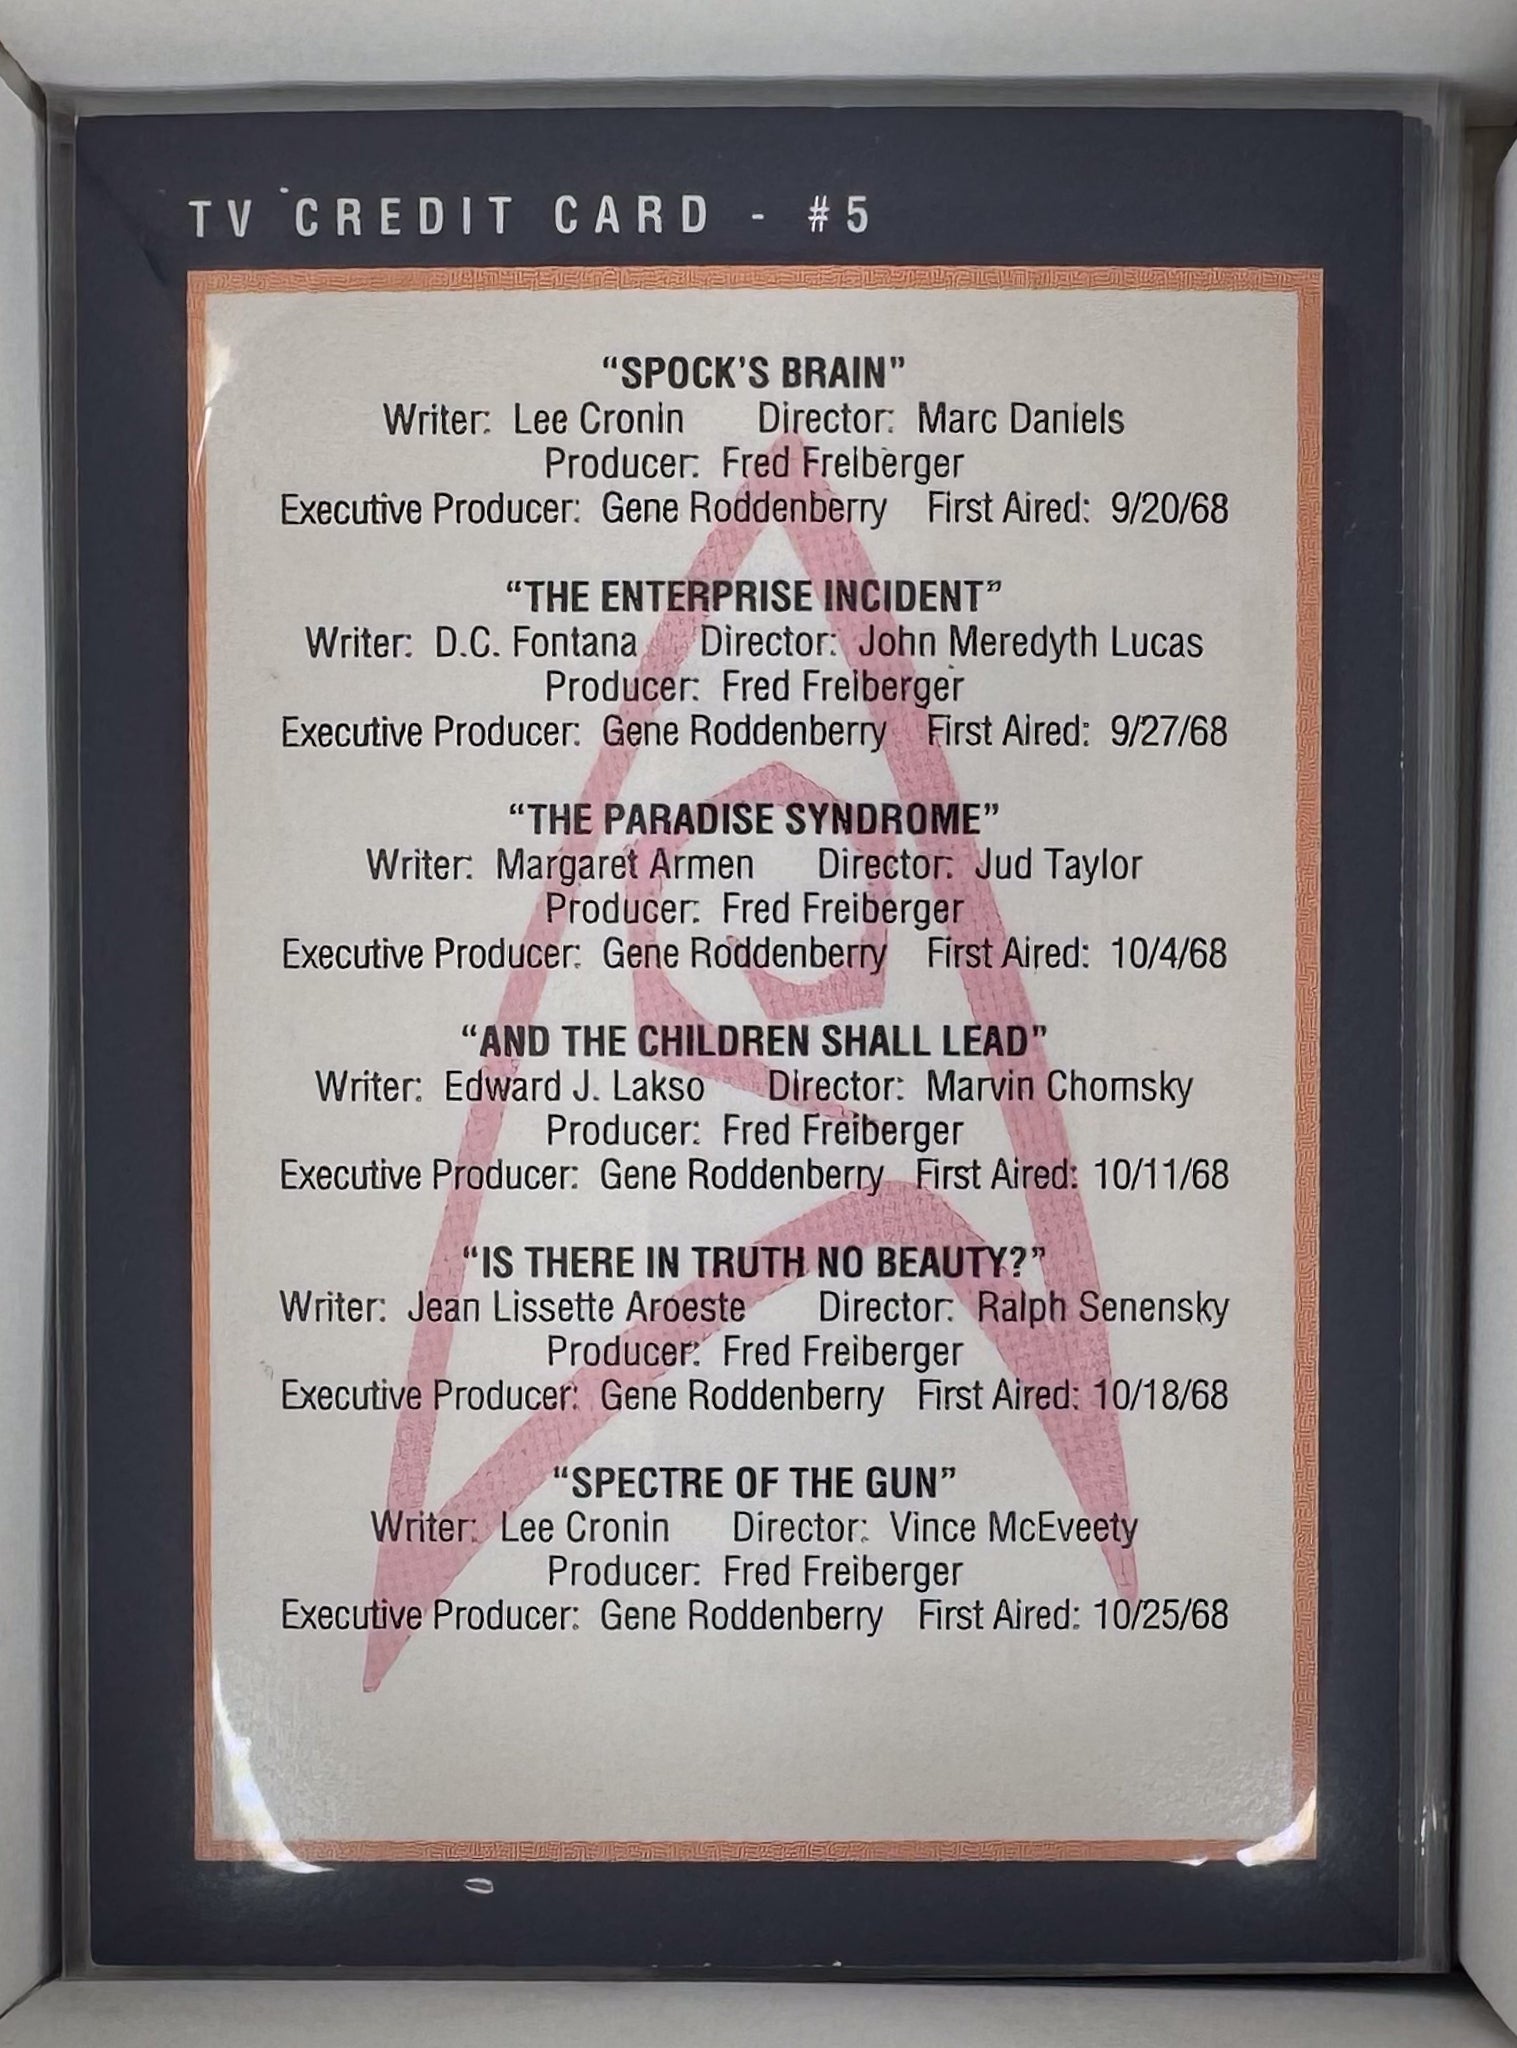 TV CREDIT CARD - #5
“SPOCK’S BRAIN”
Writer: Lee Cronin Director: Marc Daniels
Producer: Fred Freiberger
Executive Producer: Gene Roddenberry First Aired: 9/20/68
“THE ENTERPRISE INCIDENT”
Writer: D.C. Fontana Director: John Meredyth Lucas
Producer: Fred Freiberger
Executive Producer: Gene Roddenberry First Aired: 9/27/68
“THE PARADISE SYNDROME”
Writer: Margaret Armen Director: Jud Taylor
Producer: Fred Freiberger
Executive Producer: Gene Roddenberry First Aired: 10/4/68
“AND THE CHILDREN SHALL LEAD”
Writer: Edward J. Lakso Director: Marvin Chomsky
Producer: Fred Freiberger
Executive Producer: Gene Roddenberry First Aired: 10/11/68
“IS THERE IN TRUTH NO BEAUTY?”
Writer: Jean Lissette Aroeste Director: Ralph Senensky
Producer: Fred Freiberger
Executive Producer: Gene Roddenberry First Aired: 10/18/68
“SPECTRE OF THE GUN”
Writer: Lee Cronin Director: Vince McEveety
Producer: Fred Freiberger
Executive Producer: Gene Roddenberry First Aired: 10/25/68